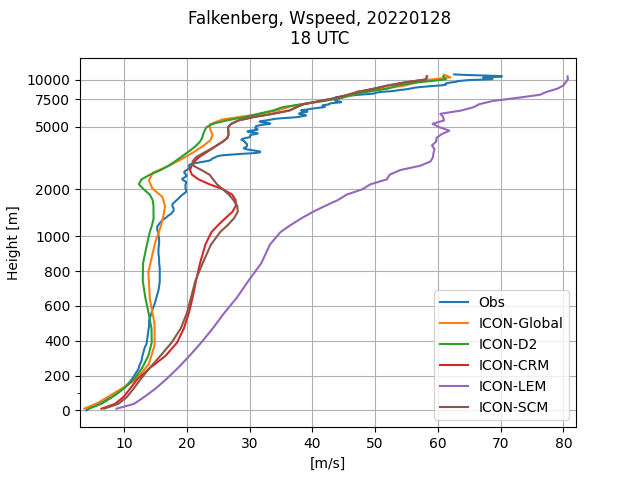 Falkenberg, Wspeed, 20220128
18 UTC
Height [m]
10000
7500
5000
2000
1000
800
600
400
200
0
10 20 30 40 50 60 70 80
[m/s]
Obs
ICON-Global
ICON-D2
ICON-CRM
ICON-LEM
ICON-SCM